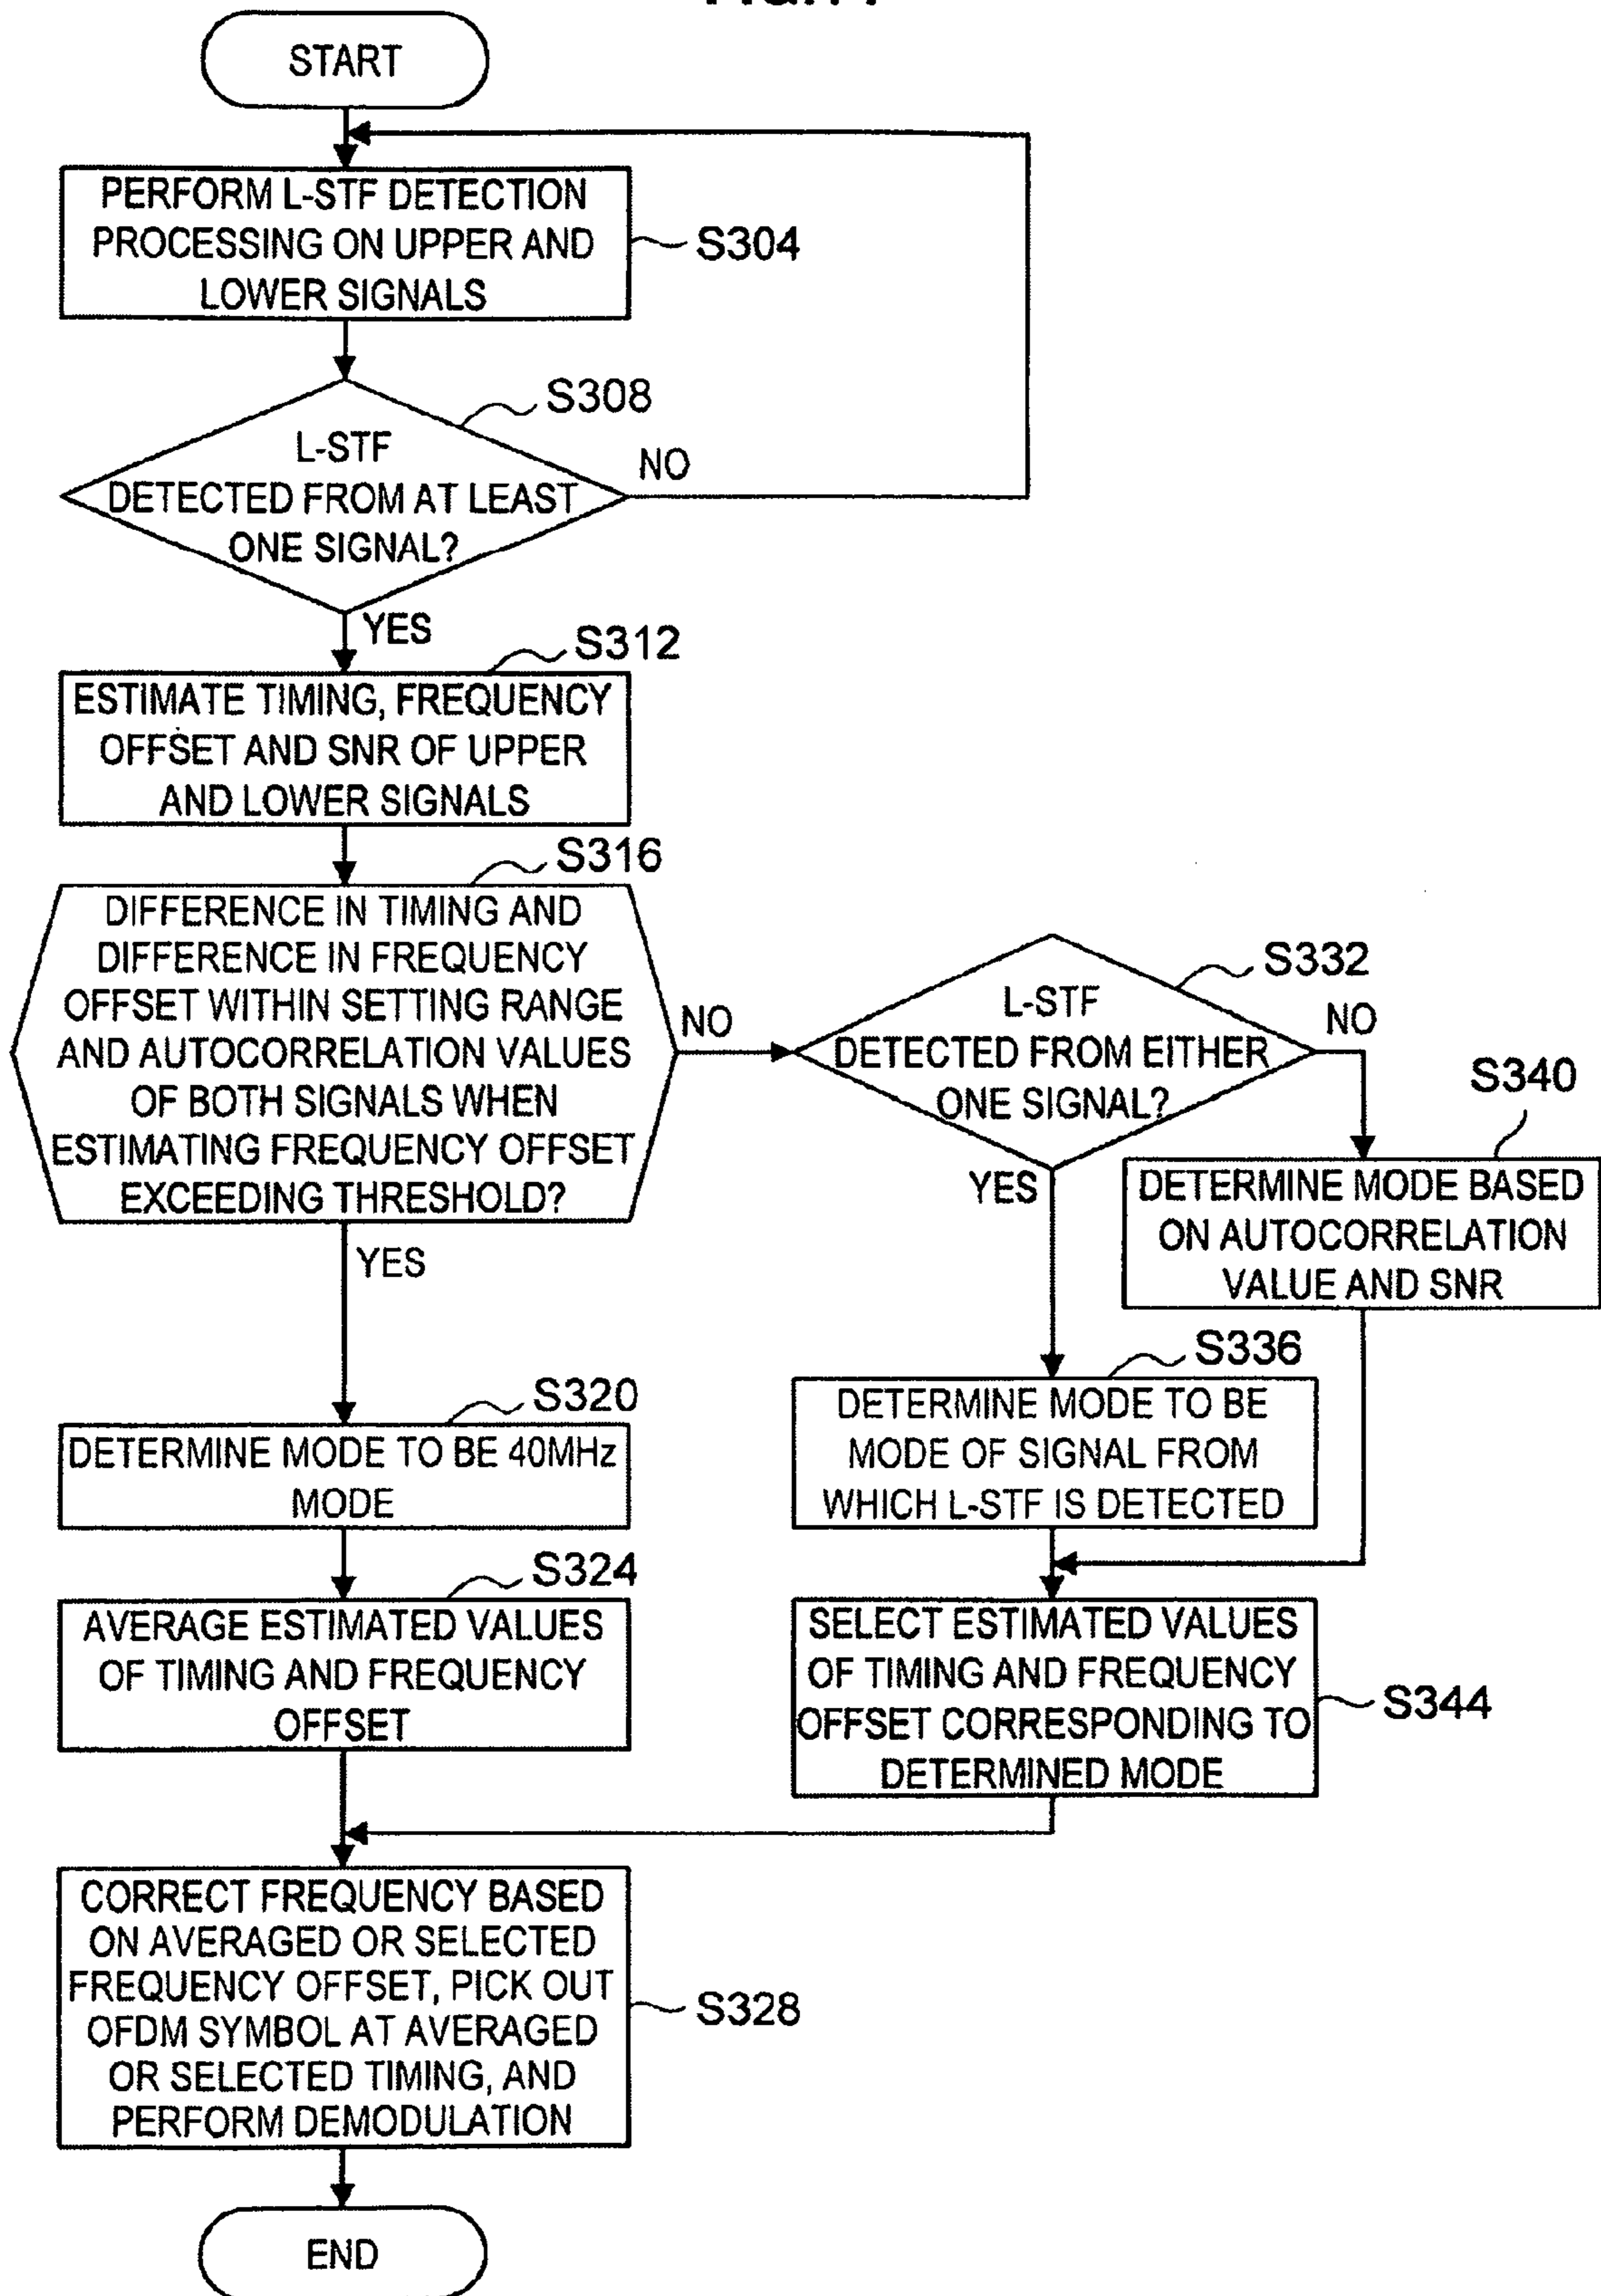 START
PERFORM L-STF DETECTION
PROCESSING ON UPPER AND
LOWER SIGNALS
S304
S308
L-STF
DETECTED FROM AT LEAST
ONE SIGNAL?
NO
YES
S312
ESTIMATE TIMING, FREQUENCY
OFFSET AND SNR OF UPPER
AND LOWER SIGNALS
S316
DIFFERENCE IN TIMING AND
DIFFERENCE IN FREQUENCY
OFFSET WITHIN SETTING RANGE
AND AUTOCORRELATION VALUES
OF BOTH SIGNALS WHEN
ESTIMATING FREQUENCY OFFSET
EXCEEDING THRESHOLD?
NO
YES
S332
L-STF
DETECTED FROM EITHER
ONE SIGNAL?
NO
YES
S340
DETERMINE MODE BASED
ON AUTOCORRELATION
VALUE AND SNR
S336
DETERMINE MODE TO BE
MODE OF SIGNAL FROM
WHICH L-STF IS DETECTED
S320
DETERMINE MODE TO BE 40MHz
MODE
S324
AVERAGE ESTIMATED VALUES
OF TIMING AND FREQUENCY
OFFSET
SELECT ESTIMATED VALUES
OF TIMING AND FREQUENCY
OFFSET CORRESPONDING TO
DETERMINED MODE
S344
CORRECT FREQUENCY BASED
ON AVERAGED OR SELECTED
FREQUENCY OFFSET, PICK OUT
OFDM SYMBOL AT AVERAGED
OR SELECTED TIMING, AND
PERFORM DEMODULATION
S328
END